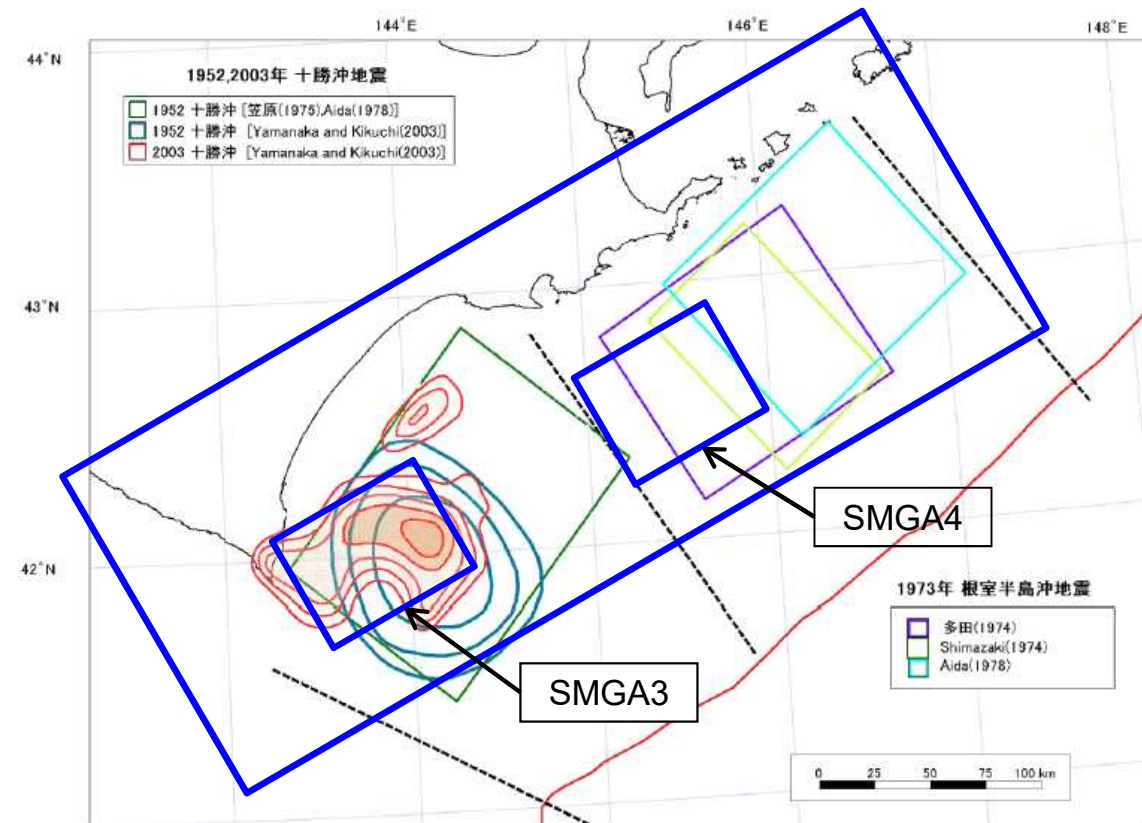 144°E
146°E
148°E
44°N
1952,2003年 十勝沖地震
1952 十勝沖 [笠原(1975),Aida(1978)]
1952 十勝沖 [Yamanaka and Kikuchi(2003)]
2003 十勝沖 [Yamanaka and Kikuchi(2003)]
43°N
SMGA4
42°N
1973年 根室半島沖地震
多田(1974)
Shimazaki(1974)
Aida(1978)
SMGA3
0 25 50 75 100 km